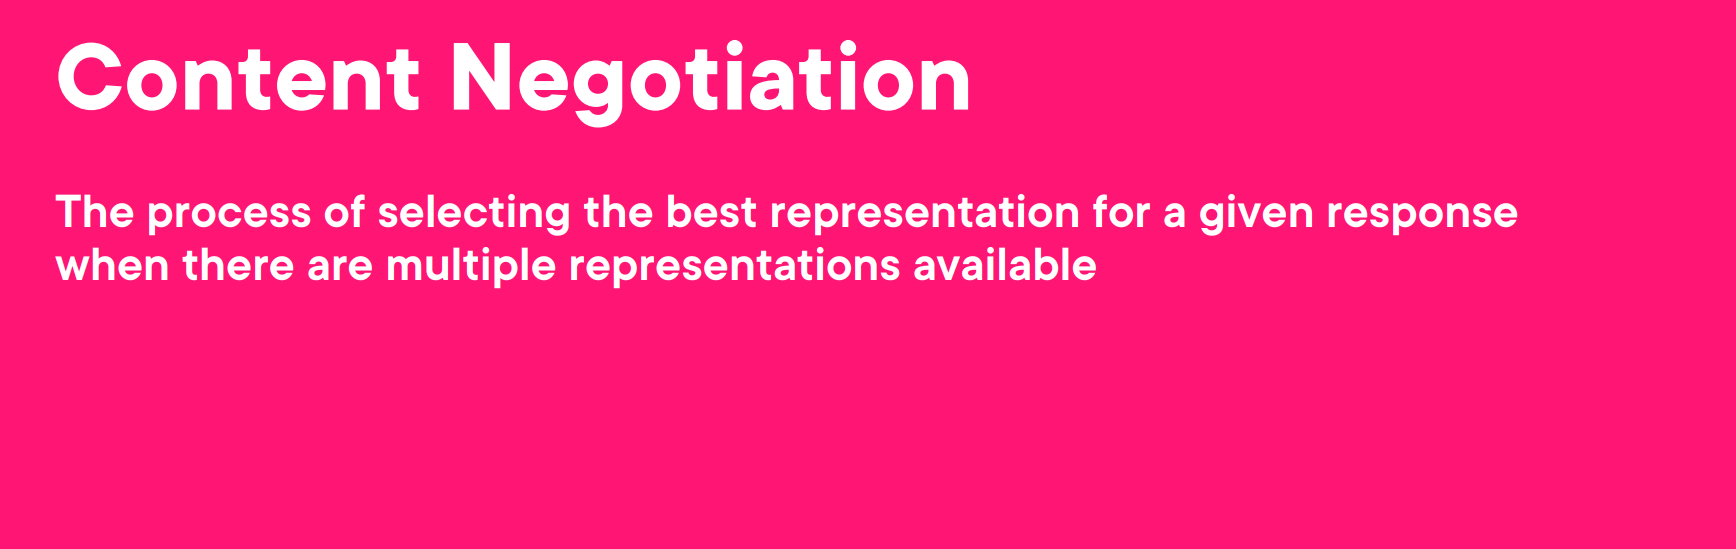 Content Negotiation
The process of selecting the best representation for a given response
when there are multiple representations available